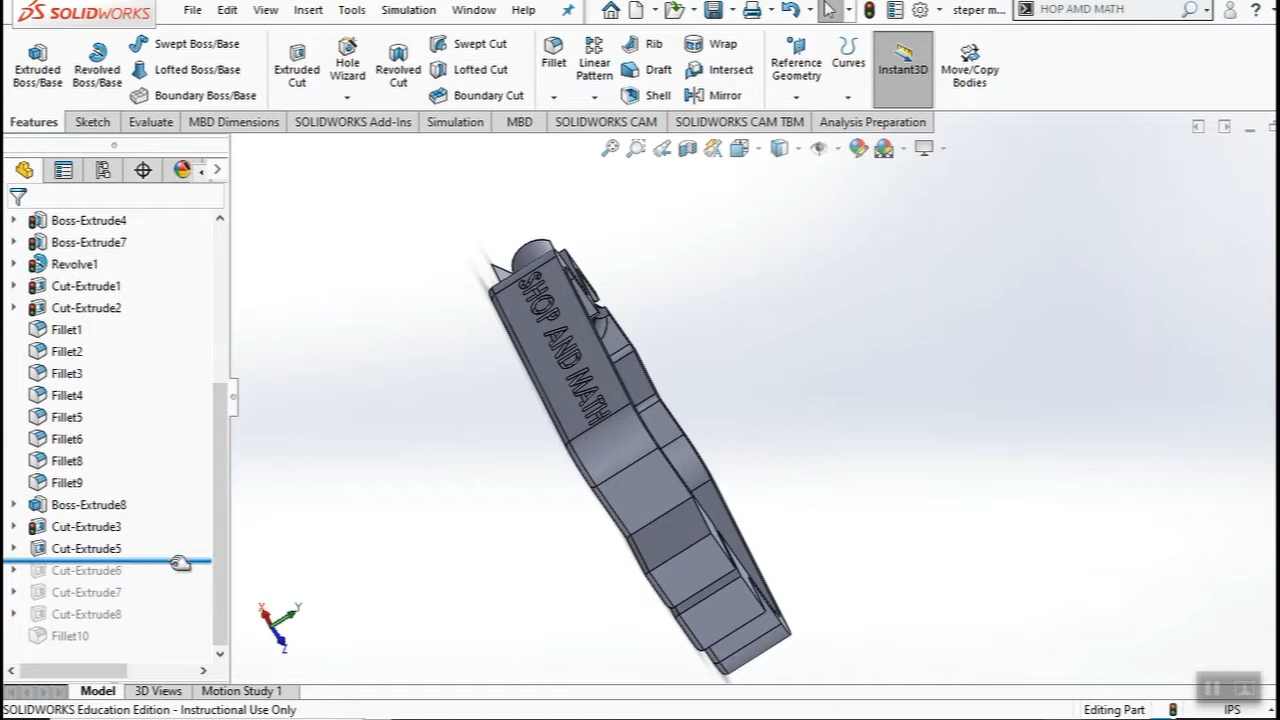 SOLIDWORKS File Edit View Insert Tools Simulation Window Help steper m... HOP AMD MATH ?
Extruded Boss/Base Revolved Boss/Base Swept Boss/Base Lofted Boss/Base Boundary Boss/Base Extruded Cut Hole Wizard Revolved Cut Swept Cut Lofted Cut Boundary Cut Fillet Linear Pattern Rib Draft Shell Wrap Intersect Mirror Reference Geometry Curves Instant3D Move/Copy Bodies
Features Sketch Evaluate MBD Dimensions SOLIDWORKS Add-Ins Simulation MBD SOLIDWORKS CAM SOLIDWORKS CAM TBM Analysis Preparation
Boss-Extrude4
Boss-Extrude7
Revolve1
Cut-Extrude1
Cut-Extrude2
Fillet1
Fillet2
Fillet3
Fillet4
Fillet5
Fillet6
Fillet8
Fillet9
Boss-Extrude8
Cut-Extrude3
Cut-Extrude5
Cut-Extrude6
Cut-Extrude7
Cut-Extrude8
Fillet10
SHOP AND MATH
X Y Z
Model 3D Views Motion Study 1
SOLIDWORKS Education Edition - Instructional Use Only Editing Part IPS